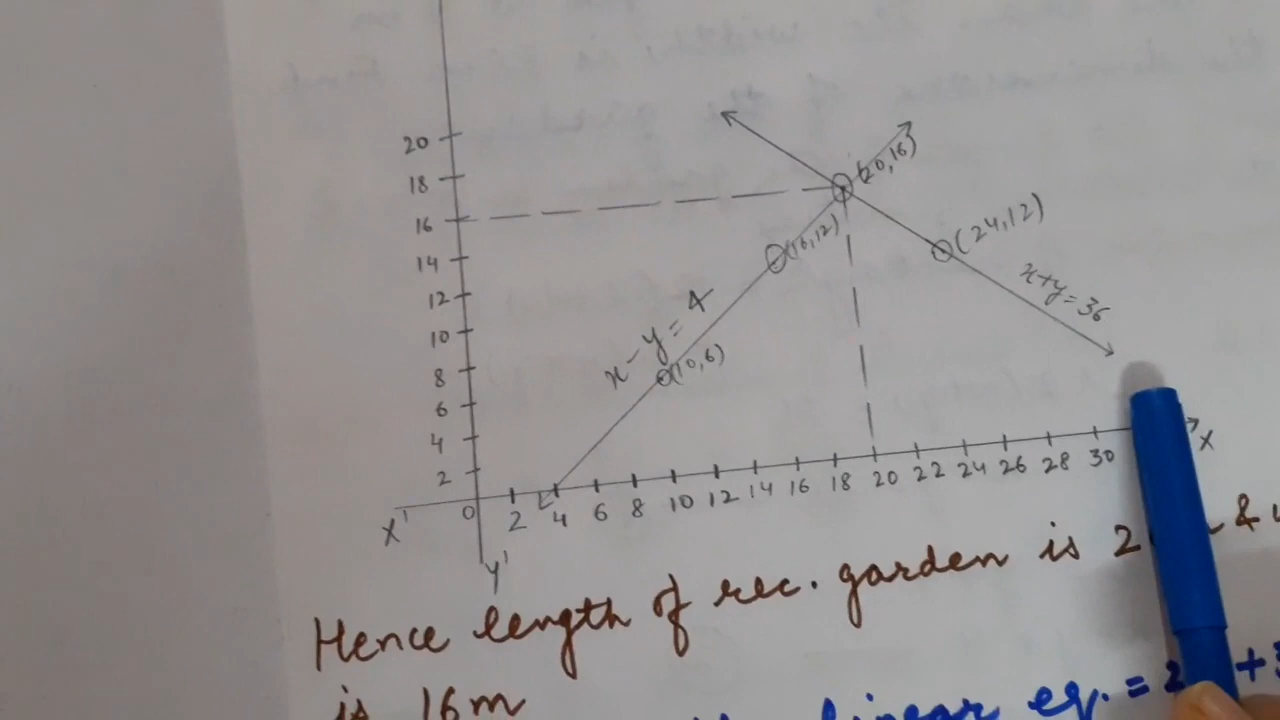 20
18
16
14
12
10
8
6
4
2
(20,16)
(16,12)
(24,12)
x+y=36
x-y=4
(10,6)
X' 0 2 4 6 8 10 12 14 16 18 20 22 24 26 28 30 X
Y'
Hence length of rec. garden is 2 &
is 16m
linear eq. = 2 +3